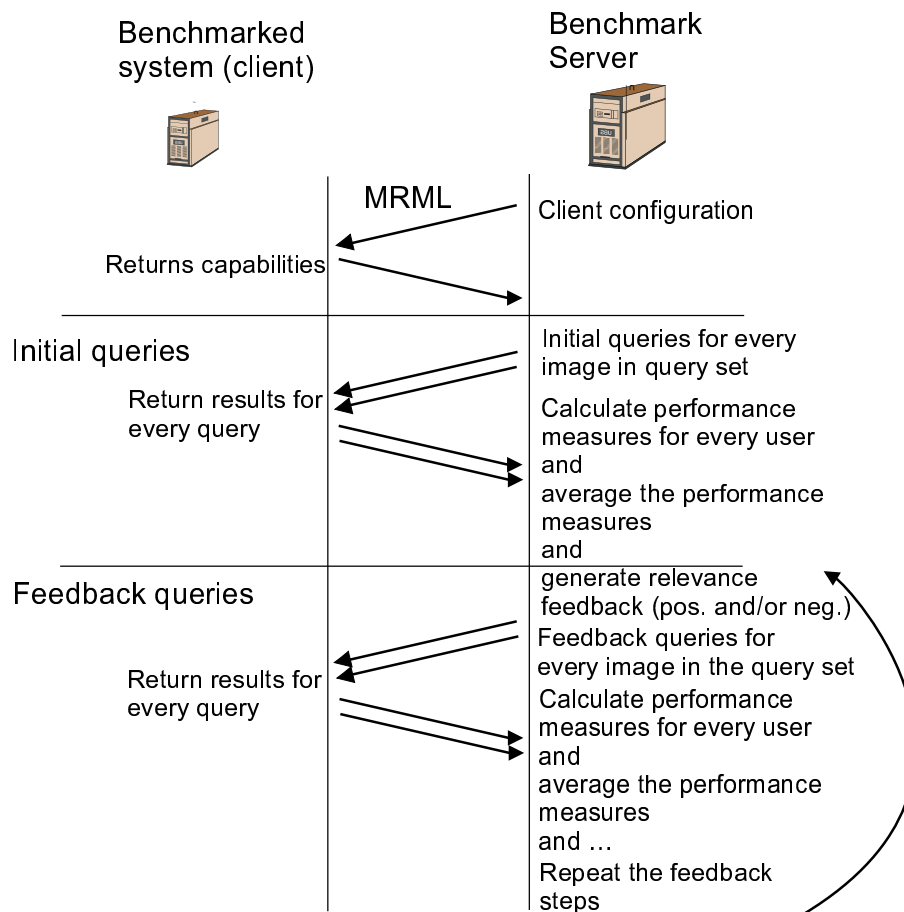 Benchmarked
system (client)
Benchmark
Server
MRML
Client configuration
Returns capabilities
Initial queries
Initial queries for every
image in query set
Return results for
every query
Calculate performance
measures for every user
and
average the performance
measures
and
generate relevance
feedback (pos. and/or neg.)
Feedback queries
Feedback queries for
every image in the query set
Return results for
every query
Calculate performance
measures for every user
and
average the performance
measures
and ...
Repeat the feedback
steps